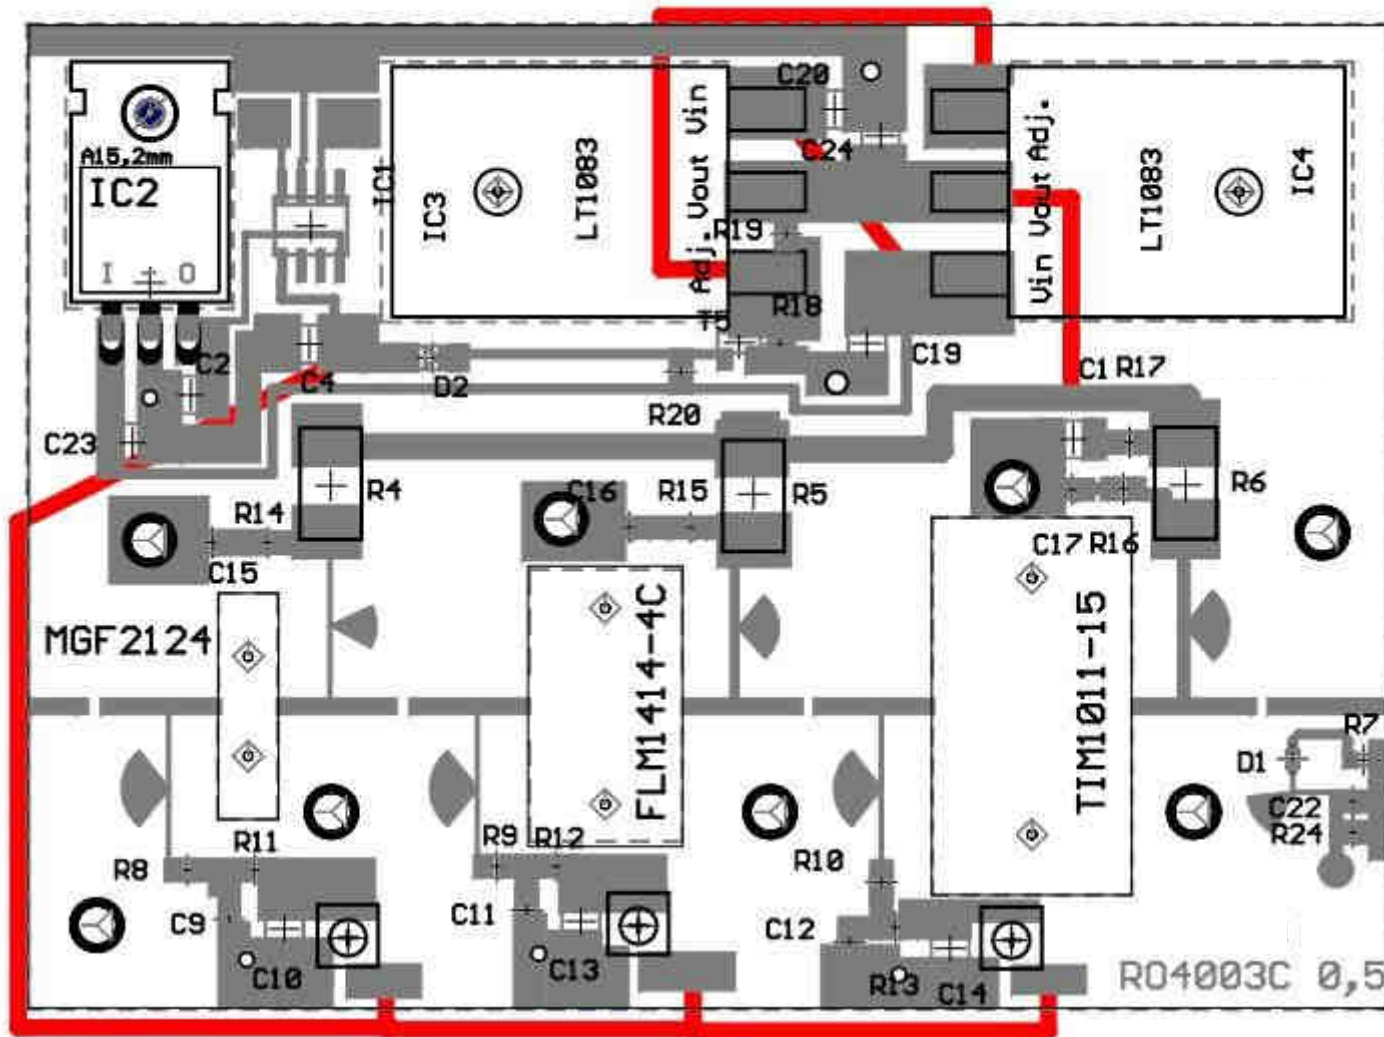 A15,2mm
IC2
I
O
IC1
IC3
LT1083
Adj. Vout Vin
C20
C24
R19
R18
T5
Vin Vout Adj.
LT1083
IC4
C2
C4
D2
R20
C19
C1
R17
C23
R4
C16
R15
R5
R6
R14
C15
C17
R16
MGF2124
FLM1414-4C
TIM1011-15
R7
D1
C22
R24
R8
R11
R9
R12
R10
C9
C11
C12
C10
C13
R13
C14
RO4003C 0,5